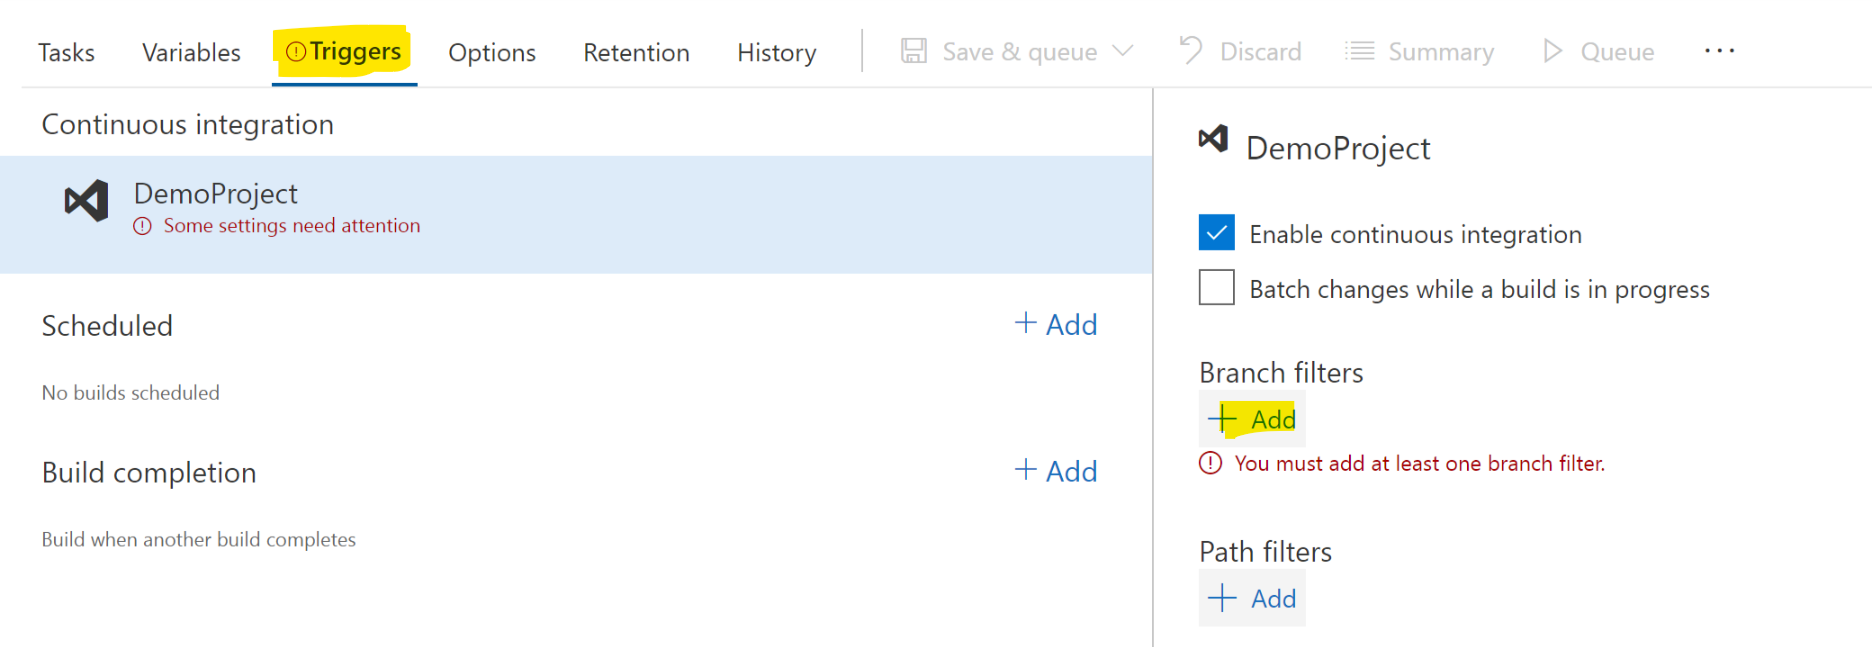 Tasks Variables Triggers Options Retention History Save & queue Discard Summary Queue ...
Continuous integration
DemoProject
Some settings need attention
Scheduled + Add
No builds scheduled
Build completion + Add
Build when another build completes
DemoProject
Enable continuous integration
Batch changes while a build is in progress
Branch filters
+ Add
You must add at least one branch filter.
Path filters
+ Add